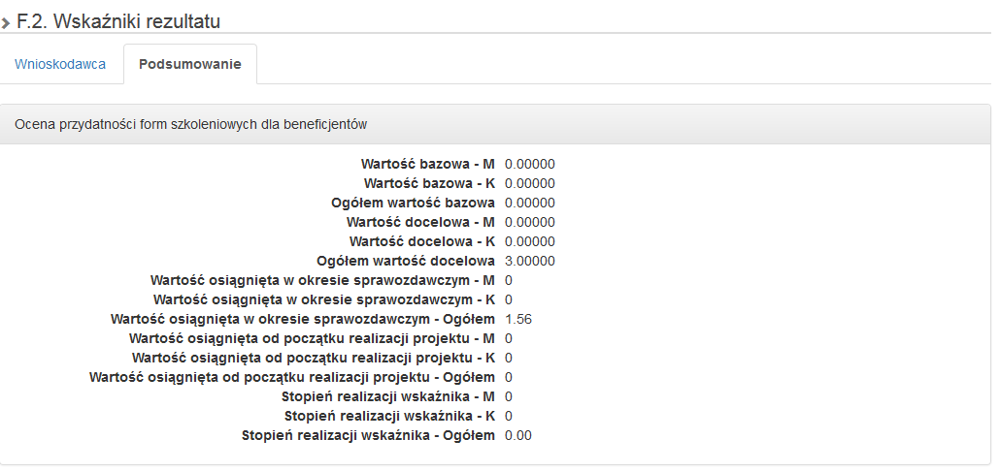 F.2. Wskaźniki rezultatu
Wnioskodawca Podsumowanie
Ocena przydatności form szkoleniowych dla beneficjentów
Wartość bazowa - M 0.00000
Wartość bazowa - K 0.00000
Ogółem wartość bazowa 0.00000
Wartość docelowa - M 0.00000
Wartość docelowa - K 0.00000
Ogółem wartość docelowa 3.00000
Wartość osiągnięta w okresie sprawozdawczym - M 0
Wartość osiągnięta w okresie sprawozdawczym - K 0
Wartość osiągnięta w okresie sprawozdawczym - Ogółem 1.56
Wartość osiągnięta od początku realizacji projektu - M 0
Wartość osiągnięta od początku realizacji projektu - K 0
Wartość osiągnięta od początku realizacji projektu - Ogółem 0
Stopień realizacji wskaźnika - M 0
Stopień realizacji wskaźnika - K 0
Stopień realizacji wskaźnika - Ogółem 0.00